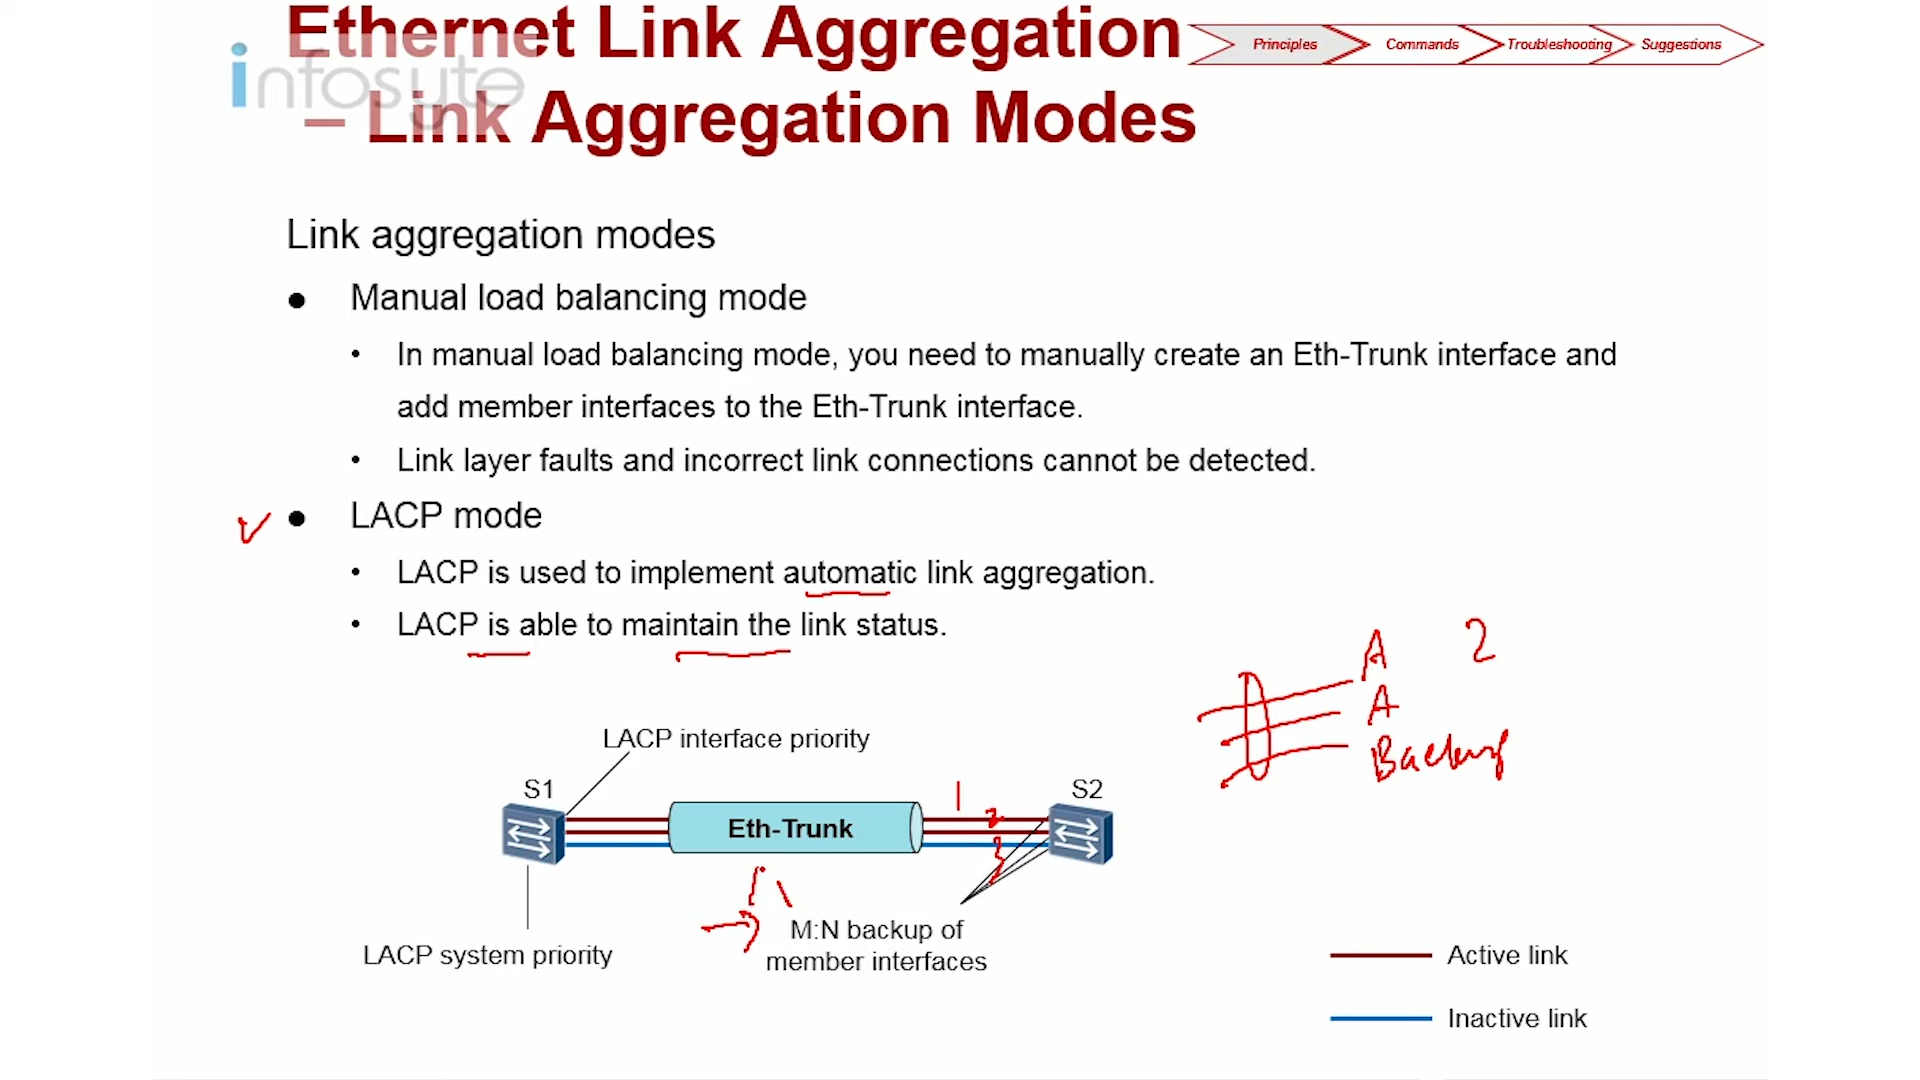 Ethernet Link Aggregation
– Link Aggregation Modes
infosyte
Principles
Commands
Troubleshooting
Suggestions
Link aggregation modes
● Manual load balancing mode
• In manual load balancing mode, you need to manually create an Eth-Trunk interface and
add member interfaces to the Eth-Trunk interface.
• Link layer faults and incorrect link connections cannot be detected.
● LACP mode
• LACP is used to implement automatic link aggregation.
• LACP is able to maintain the link status.
A
2
A
Backup
LACP interface priority
S1
S2
1
2
3
Eth-Trunk
M:N backup of
member interfaces
LACP system priority
Active link
Inactive link